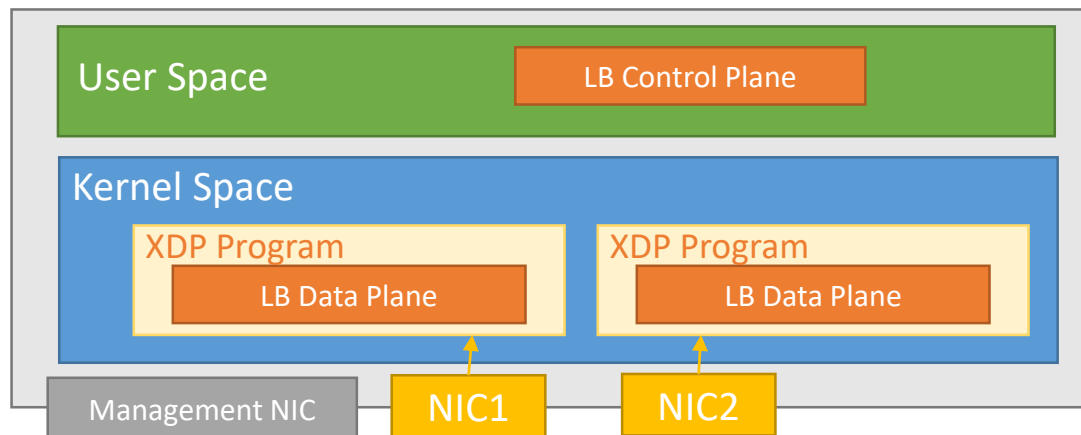 User Space
LB Control Plane
Kernel Space
XDP Program
LB Data Plane
XDP Program
LB Data Plane
Management NIC
NIC1
NIC2